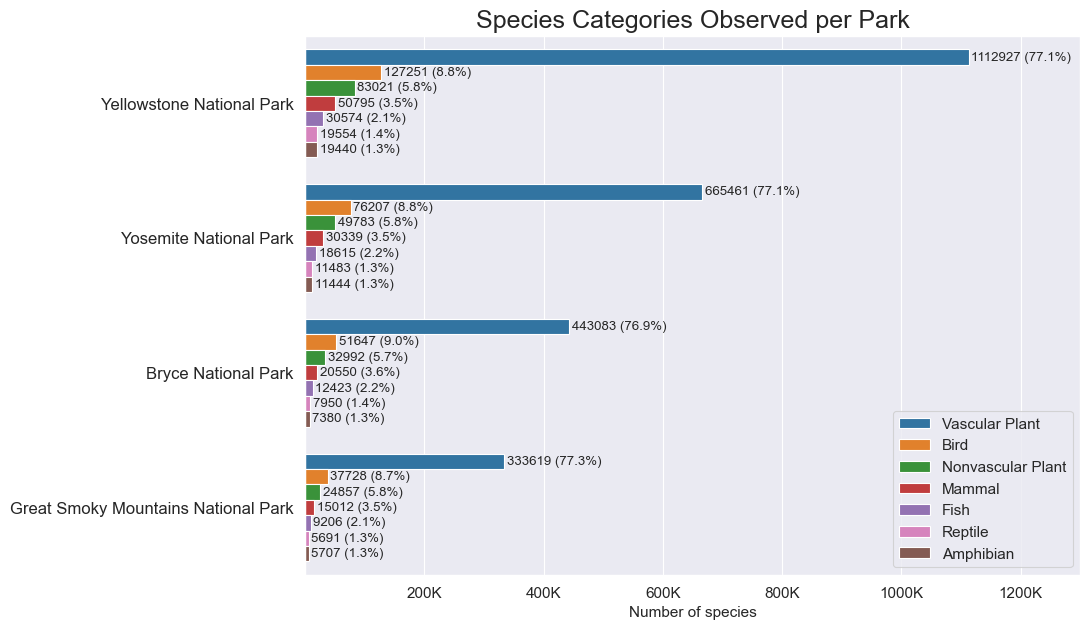 Species Categories Observed per Park
Yellowstone National Park
1112927 (77.1%)
127251 (8.8%)
83021 (5.8%)
50795 (3.5%)
30574 (2.1%)
19554 (1.4%)
19440 (1.3%)
Yosemite National Park
665461 (77.1%)
76207 (8.8%)
49783 (5.8%)
30339 (3.5%)
18615 (2.2%)
11483 (1.3%)
11444 (1.3%)
Bryce National Park
443083 (76.9%)
51647 (9.0%)
32992 (5.7%)
20550 (3.6%)
12423 (2.2%)
7950 (1.4%)
7380 (1.3%)
Great Smoky Mountains National Park
333619 (77.3%)
37728 (8.7%)
24857 (5.8%)
15012 (3.5%)
9206 (2.1%)
5691 (1.3%)
5707 (1.3%)
Vascular Plant
Bird
Nonvascular Plant
Mammal
Fish
Reptile
Amphibian
200K 400K 600K 800K 1000K 1200K
Number of species